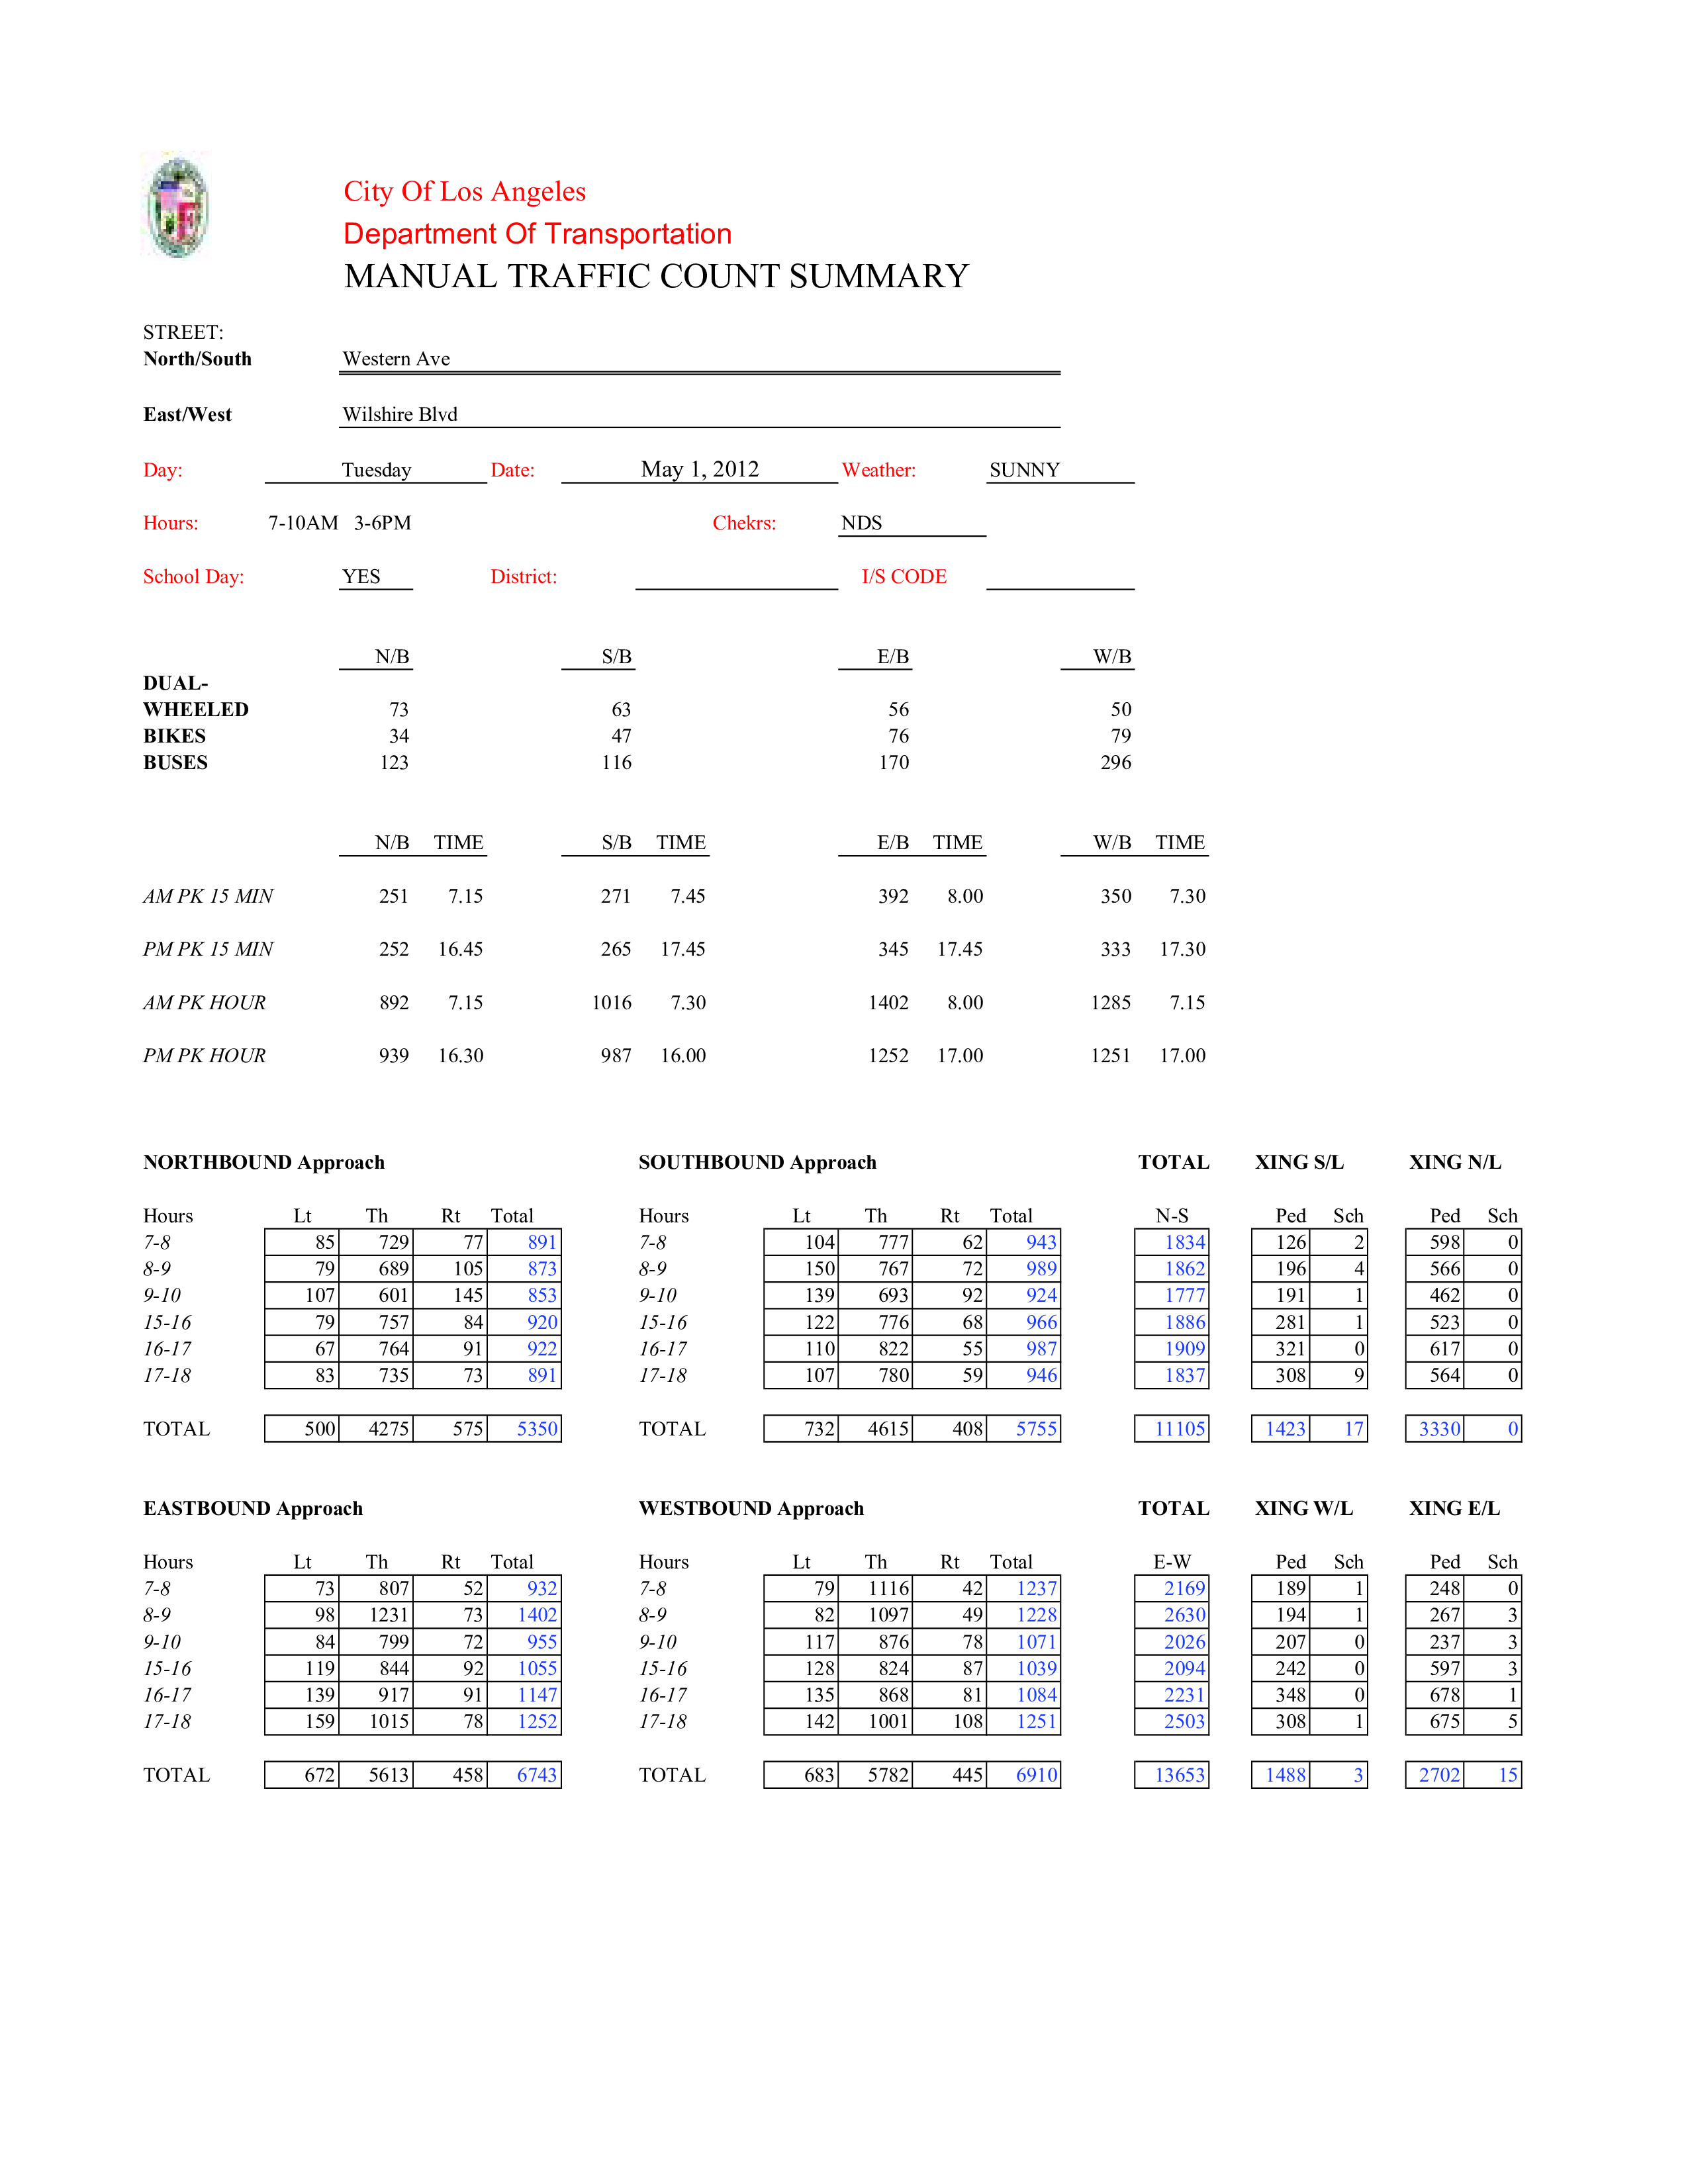 City Of Los Angeles
Department Of Transportation
MANUAL TRAFFIC COUNT SUMMARY
STREET:
North/South Western Ave
East/West Wilshire Blvd
Day: Tuesday Date: May 1, 2012 Weather: SUNNY
Hours: 7-10AM 3-6PM Chekrs: NDS
School Day: YES District: I/S CODE
N/B S/B E/B W/B
DUAL-
WHEELED 73 63 56 50
BIKES 34 47 76 79
BUSES 123 116 170 296
N/B TIME S/B TIME E/B TIME W/B TIME
AM PK 15 MIN 251 7.15 271 7.45 392 8.00 350 7.30
PM PK 15 MIN 252 16.45 265 17.45 345 17.45 333 17.30
AM PK HOUR 892 7.15 1016 7.30 1402 8.00 1285 7.15
PM PK HOUR 939 16.30 987 16.00 1252 17.00 1251 17.00
NORTHBOUND Approach SOUTHBOUND Approach TOTAL XING S/L XING N/L
Hours Lt Th Rt Total Hours Lt Th Rt Total N-S Ped Sch Ped Sch
7-8 85 729 77 891 7-8 104 777 62 943 1834 126 2 598 0
8-9 79 689 105 873 8-9 150 767 72 989 1862 196 4 566 0
9-10 107 601 145 853 9-10 139 693 92 924 1777 191 1 462 0
15-16 79 757 84 920 15-16 122 776 68 966 1886 281 1 523 0
16-17 67 764 91 922 16-17 110 822 55 987 1909 321 0 617 0
17-18 83 735 73 891 17-18 107 780 59 946 1837 308 9 564 0
TOTAL 500 4275 575 5350 TOTAL 732 4615 408 5755 11105 1423 17 3330 0
EASTBOUND Approach WESTBOUND Approach TOTAL XING W/L XING E/L
Hours Lt Th Rt Total Hours Lt Th Rt Total E-W Ped Sch Ped Sch
7-8 73 807 52 932 7-8 79 1116 42 1237 2169 189 1 248 0
8-9 98 1231 73 1402 8-9 82 1097 49 1228 2630 194 1 267 3
9-10 84 799 72 955 9-10 117 876 78 1071 2026 207 0 237 3
15-16 119 844 92 1055 15-16 128 824 87 1039 2094 242 0 597 3
16-17 139 917 91 1147 16-17 135 868 81 1084 2231 348 0 678 1
17-18 159 1015 78 1252 17-18 142 1001 108 1251 2503 308 1 675 5
TOTAL 672 5613 458 6743 TOTAL 683 5782 445 6910 13653 1488 3 2702 15